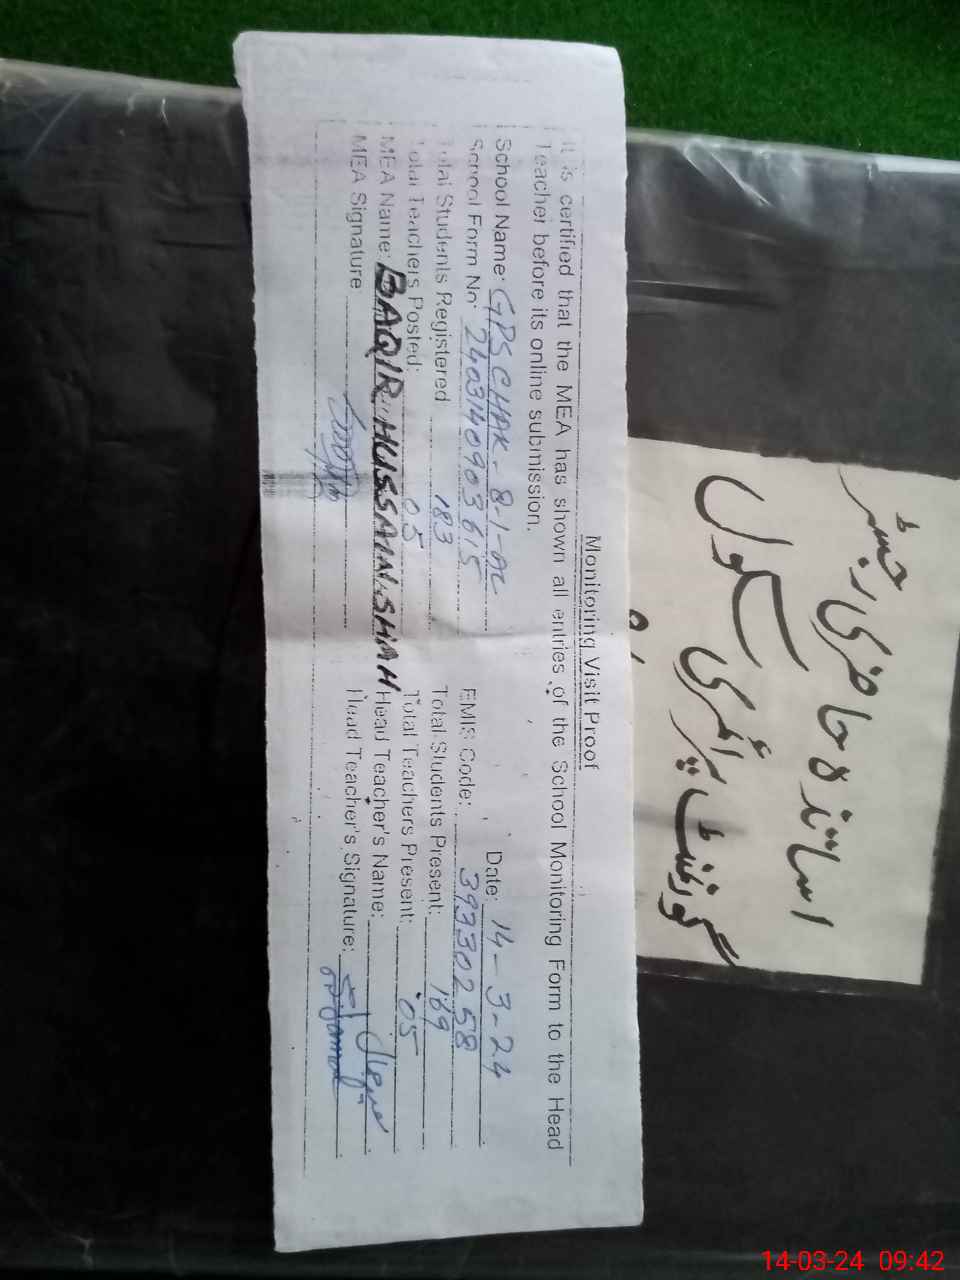 Monitoring Visit Proof
It is certified that the MEA has shown all entries of the School Monitoring Form to the Head
Teacher before its online submission.
Date: 14-3-24
School Name: GPS CHAK-8-1-AL
School Form No: 2403140903615 EMIS Code: 39330258
Total Students Registered 183 Total Students Present: 169
Total Teachers Posted: 05 Total Teachers Present: 05
MEA Name: BAQIR HUSSAIN SHAH Head Teacher's Name:
MEA Signature Head Teacher's Signature:
اساتذہ حاضری رجسٹر
گورنمنٹ پرائمری سکول
14-03-24 09:42